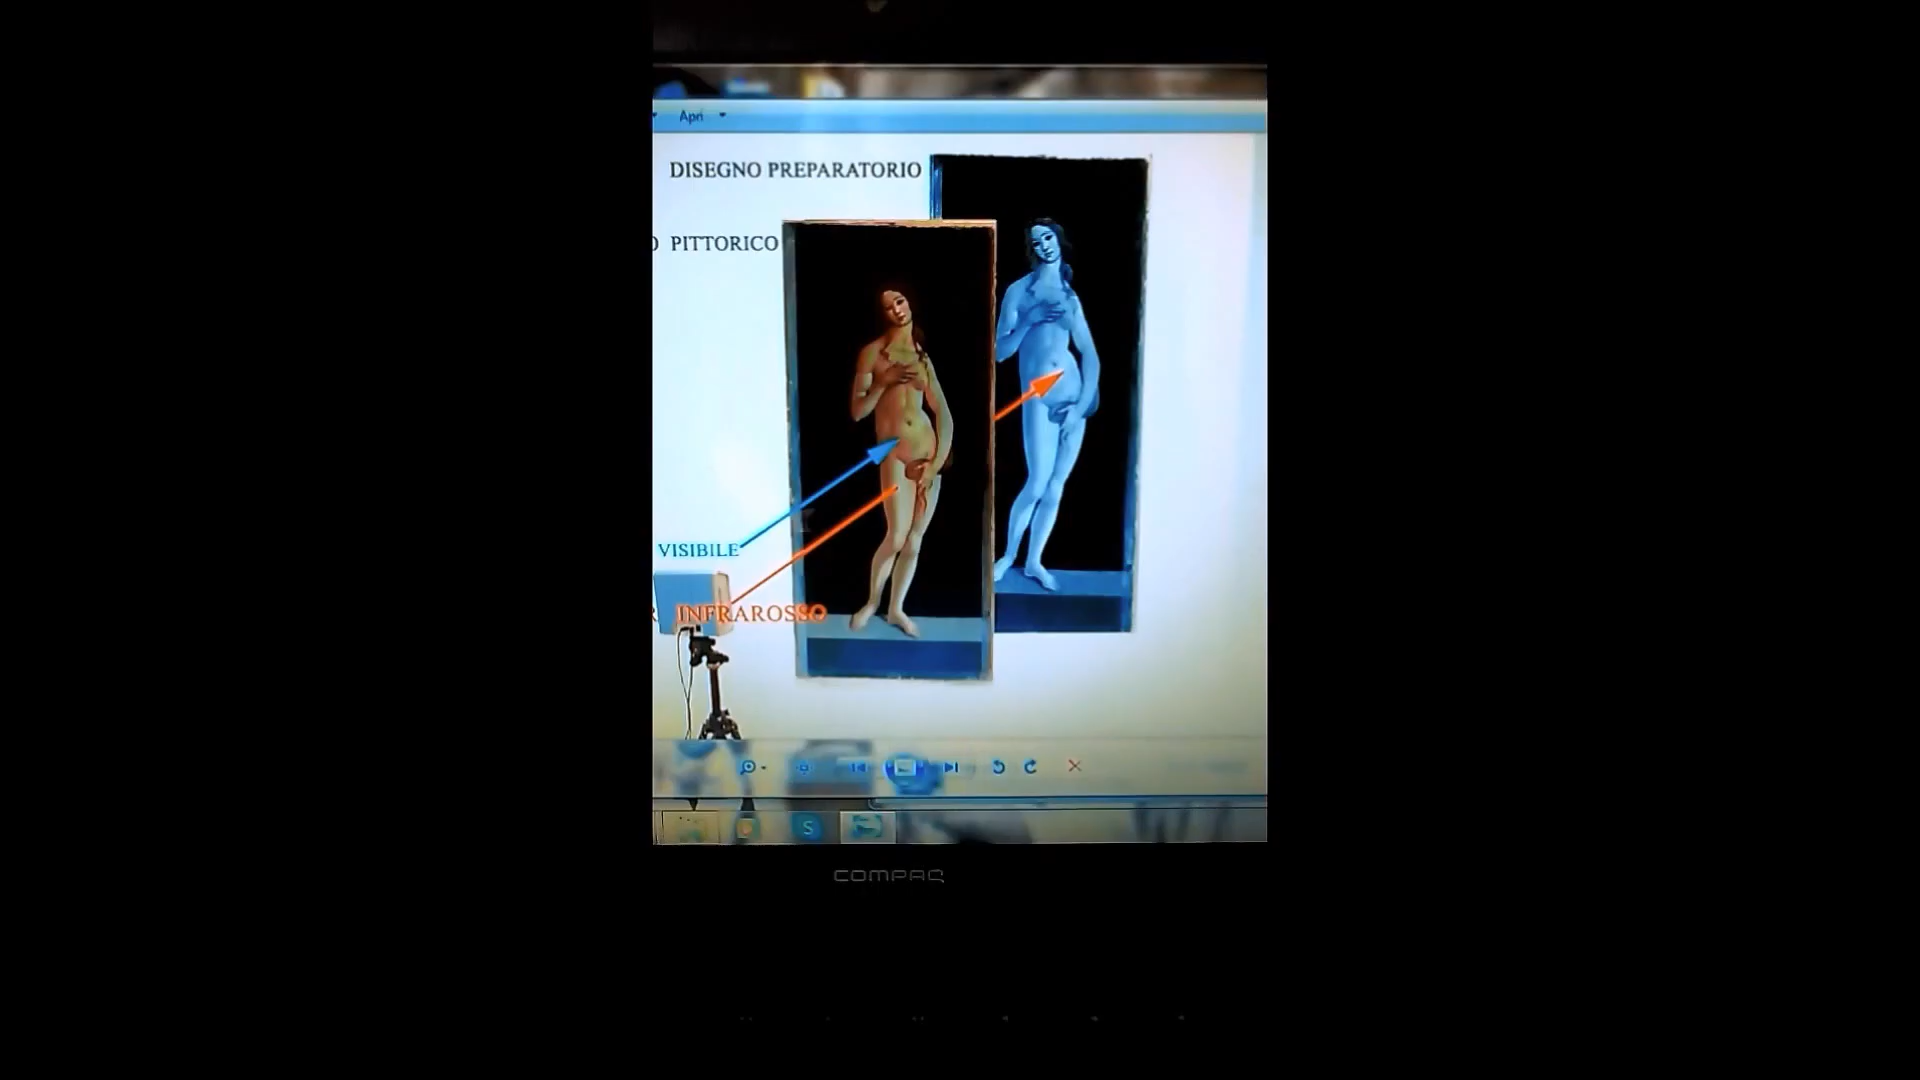 Apri
DISEGNO PREPARATORIO
O PITTORICO
VISIBILE
R INFRAROSSO
S
COMPAQ